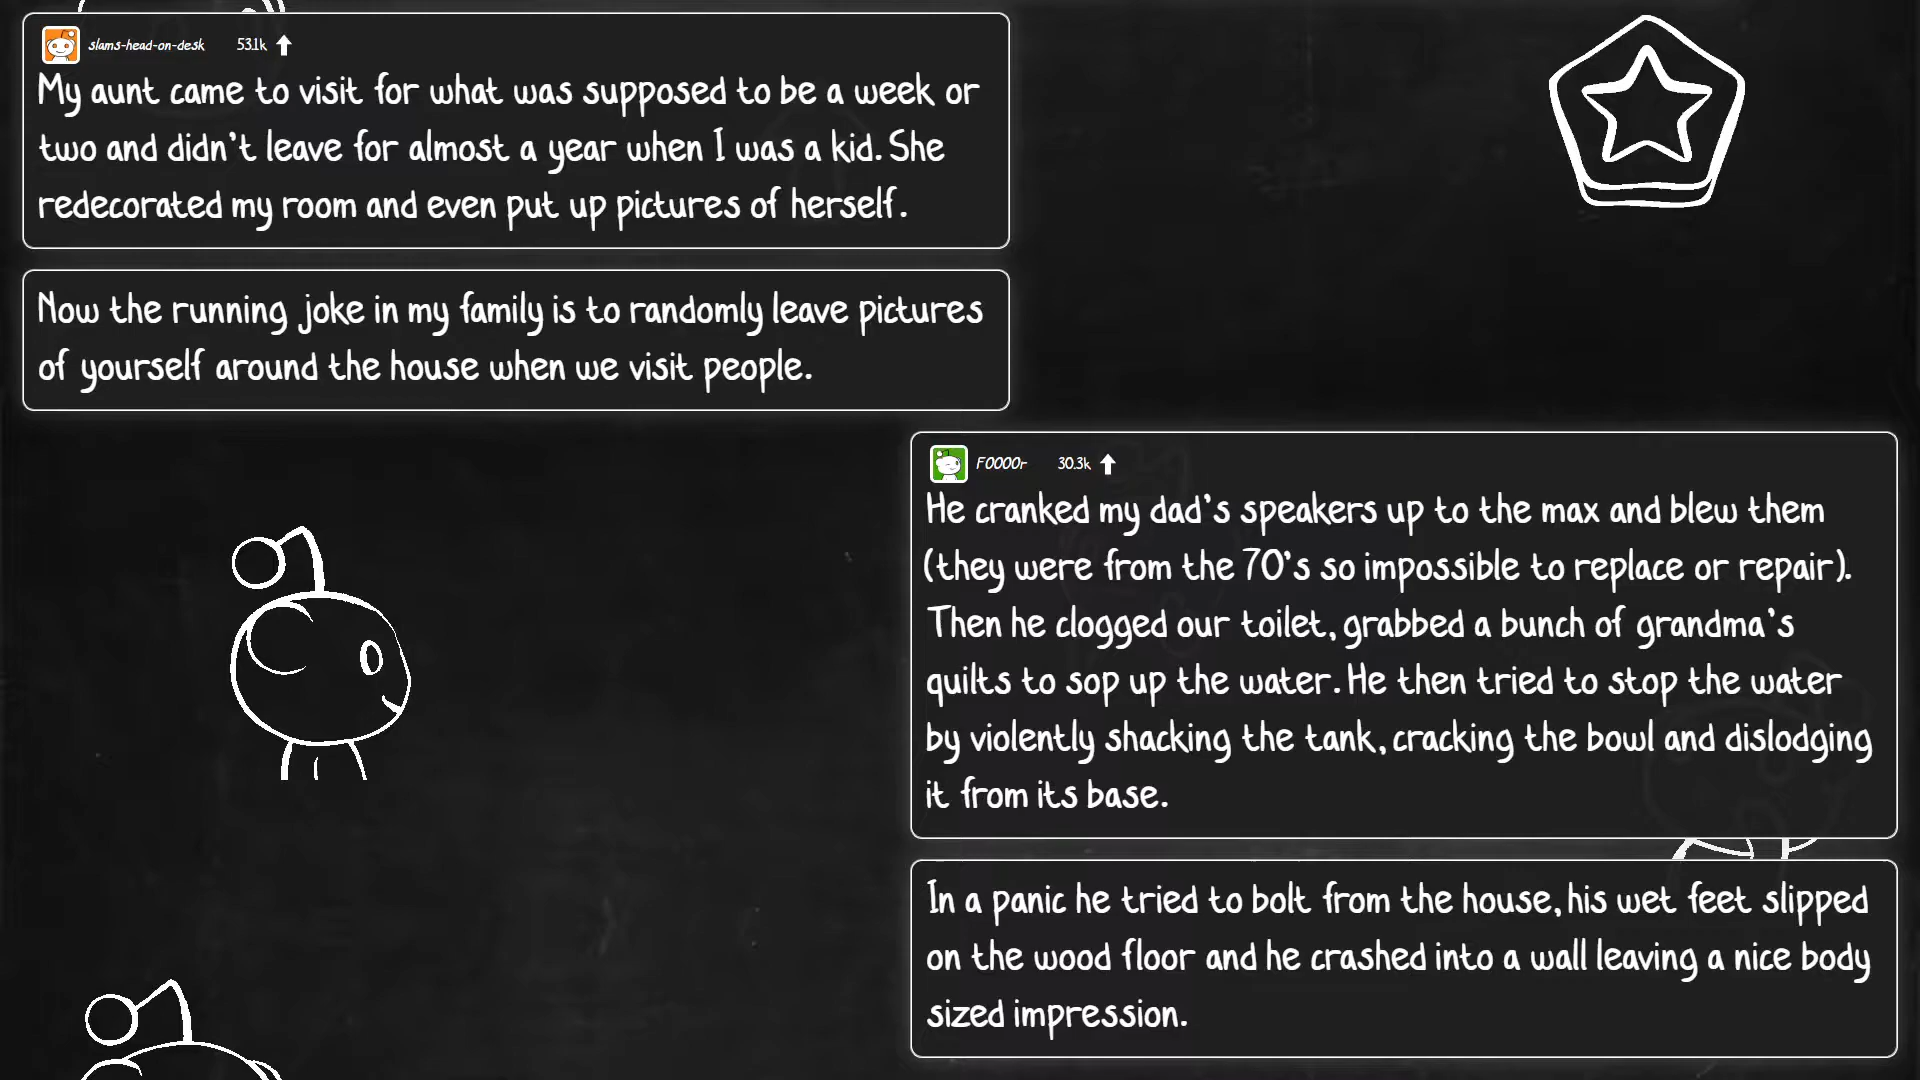 slams-head-on-desk 53.1k
My aunt came to visit for what was supposed to be a week or
two and didn't leave for almost a year when I was a kid. She
redecorated my room and even put up pictures of herself.
Now the running joke in my family is to randomly leave pictures
of yourself around the house when we visit people.
F0000r 30.3k
He cranked my dad's speakers up to the max and blew them
(they were from the 70's so impossible to replace or repair).
Then he clogged our toilet, grabbed a bunch of grandma's
quilts to sop up the water. He then tried to stop the water
by violently shacking the tank, cracking the bowl and dislodging
it from its base.
In a panic he tried to bolt from the house, his wet feet slipped
on the wood floor and he crashed into a wall leaving a nice body
sized impression.